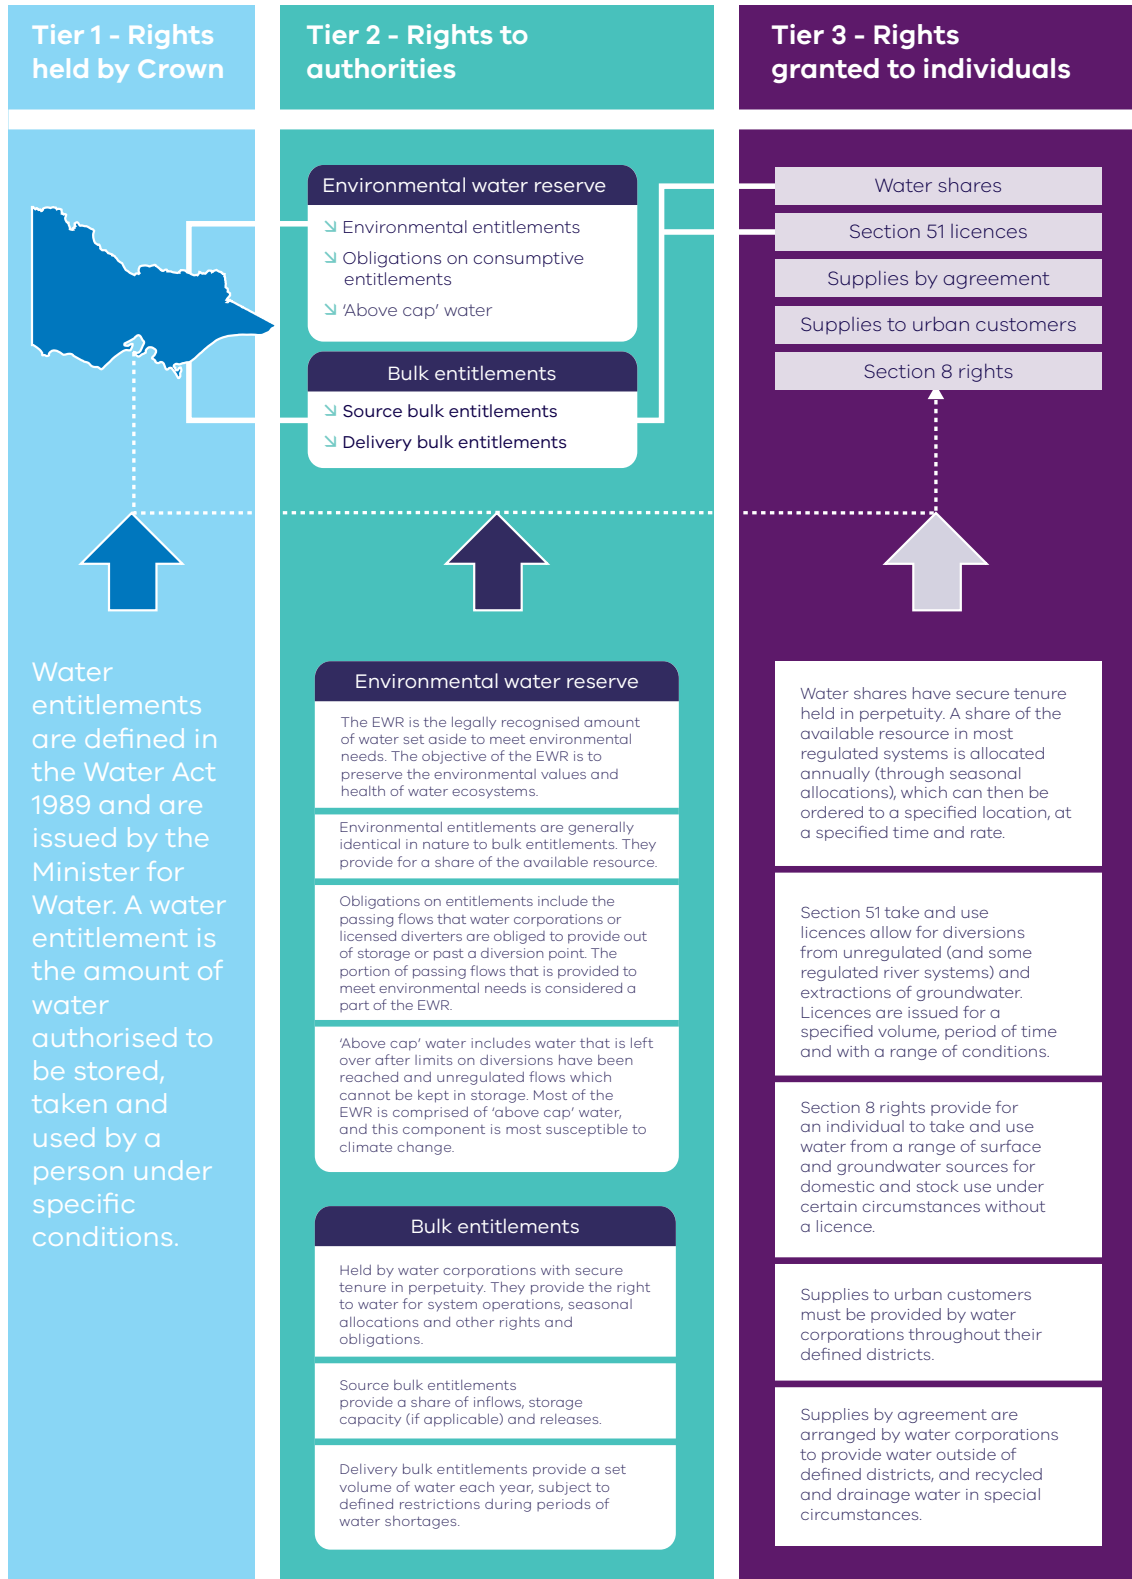 Tier 1 - Rights
held by Crown
Tier 2 - Rights to
authorities
Tier 3 - Rights
granted to individuals
Environmental water reserve
Environmental entitlements
Obligations on consumptive
entitlements
‘Above cap’ water
Bulk entitlements
Source bulk entitlements
Delivery bulk entitlements
Water shares
Section 51 licences
Supplies by agreement
Supplies to urban customers
Section 8 rights
Water
entitlements
are defined in
the Water Act
1989 and are
issued by the
Minister for
Water. A water
entitlement is
the amount of
water
authorised to
be stored,
taken and
used by a
person under
specific
conditions.
Environmental water reserve
The EWR is the legally recognised amount
of water set aside to meet environmental
needs. The objective of the EWR is to
preserve the environmental values and
health of water ecosystems.
Environmental entitlements are generally
identical in nature to bulk entitlements. They
provide for a share of the available resource.
Obligations on entitlements include the
passing flows that water corporations or
licensed diverters are obliged to provide out
of storage or past a diversion point. The
portion of passing flows that is provided to
meet environmental needs is considered a
part of the EWR.
‘Above cap’ water includes water that is left
over after limits on diversions have been
reached and unregulated flows which
cannot be kept in storage. Most of the
EWR is comprised of ‘above cap’ water,
and this component is most susceptible to
climate change.
Bulk entitlements
Held by water corporations with secure
tenure in perpetuity. They provide the right
to water for system operations, seasonal
allocations and other rights and
obligations.
Source bulk entitlements
provide a share of inflows, storage
capacity (if applicable) and releases.
Delivery bulk entitlements provide a set
volume of water each year, subject to
defined restrictions during periods of
water shortages.
Water shares have secure tenure
held in perpetuity. A share of the
available resource in most
regulated systems is allocated
annually (through seasonal
allocations), which can then be
ordered to a specified location, at
a specified time and rate.
Section 51 take and use
licences allow for diversions
from unregulated (and some
regulated river systems) and
extractions of groundwater.
Licences are issued for a
specified volume, period of time
and with a range of conditions.
Section 8 rights provide for
an individual to take and use
water from a range of surface
and groundwater sources for
domestic and stock use under
certain circumstances without
a licence.
Supplies to urban customers
must be provided by water
corporations throughout their
defined districts.
Supplies by agreement are
arranged by water corporations
to provide water outside of
defined districts, and recycled
and drainage water in special
circumstances.